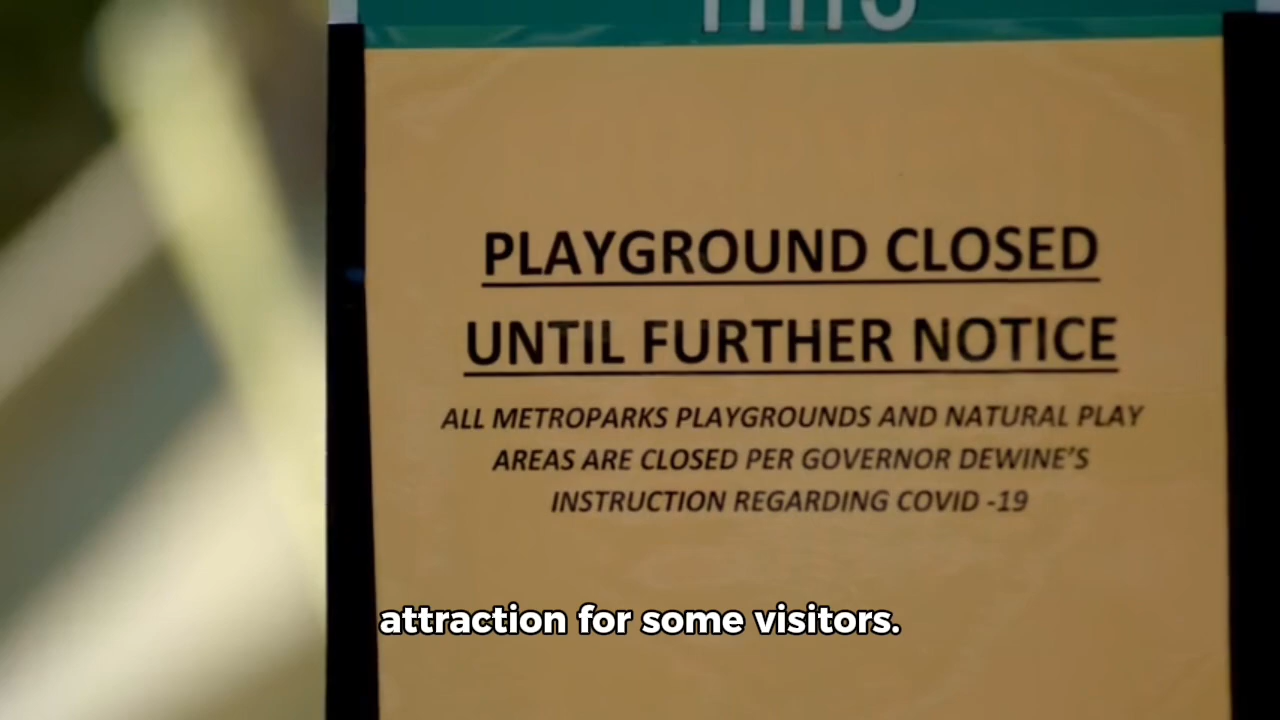 PLAYGROUND CLOSED
UNTIL FURTHER NOTICE
ALL METROPARKS PLAYGROUNDS AND NATURAL PLAY
AREAS ARE CLOSED PER GOVERNOR DEWINE'S
INSTRUCTION REGARDING COVID -19
attraction for some visitors.